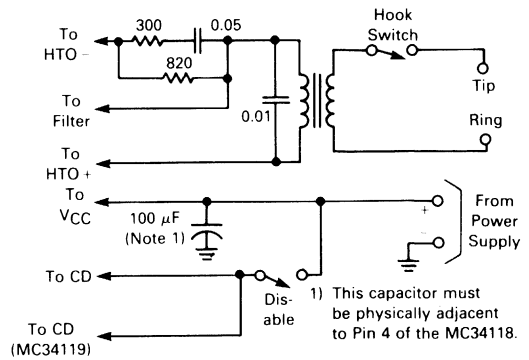 To
HTO –
300
0.05
820
To
Filter
0.01
To
HTO +
Hook
Switch
Tip
Ring
To
VCC
100 μF
(Note 1)
+
–
From
Power
Supply
To CD
Dis-
able
1) This capacitor must
be physically adjacent
to Pin 4 of the MC34118.
To CD
(MC34119)